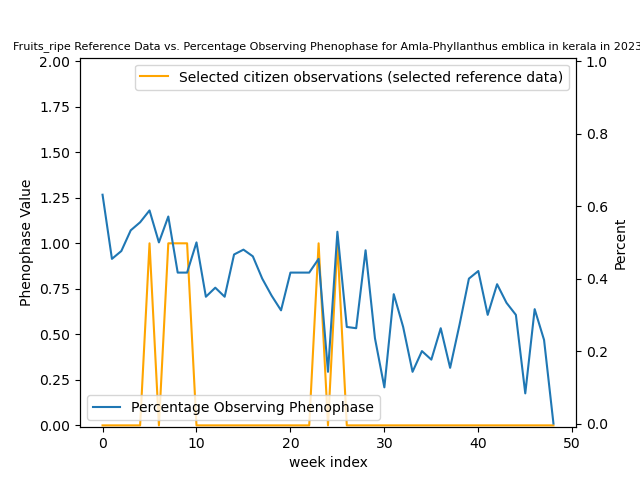 Fruits_ripe Reference Data vs. Percentage Observing Phenophase for Amla-Phyllanthus emblica in kerala in 2023
Selected citizen observations (selected reference data)
Percentage Observing Phenophase
Phenophase Value
2.00
1.75
1.50
1.25
1.00
0.75
0.50
0.25
0.00
Percent
1.0
0.8
0.6
0.4
0.2
0.0
0 10 20 30 40 50
week index